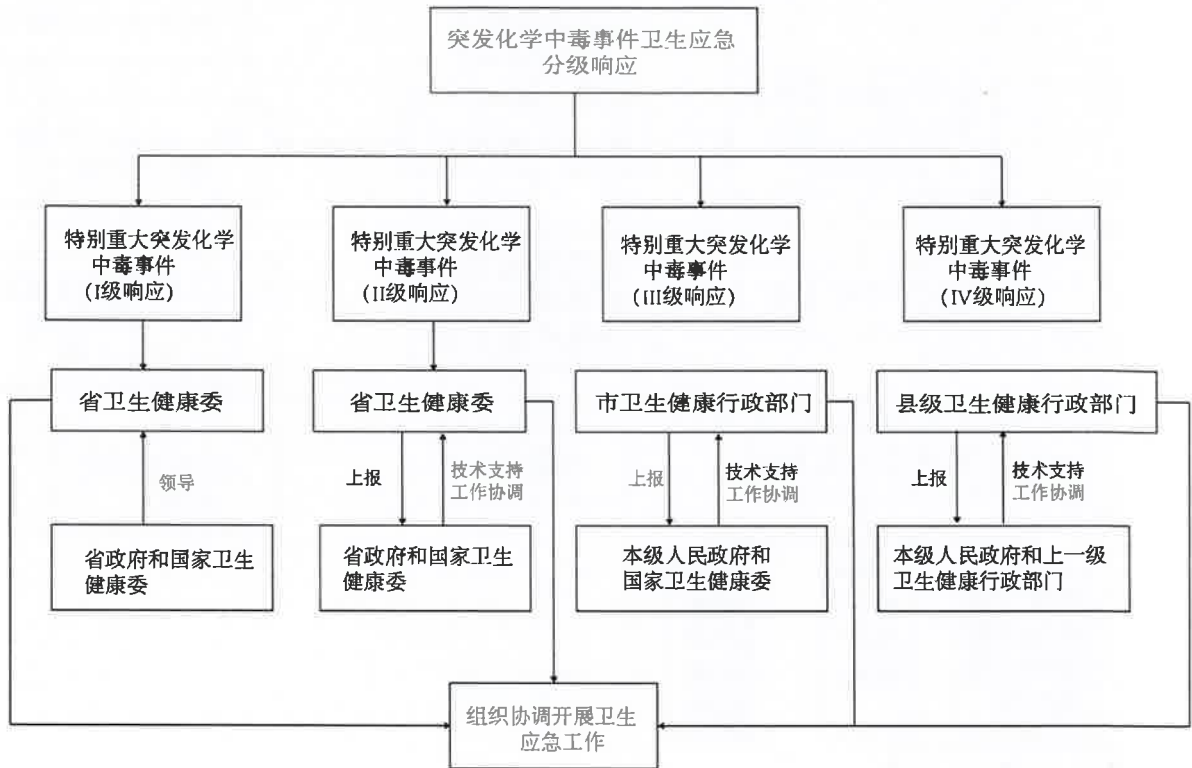 突发化学中毒事件卫生应急
分级响应
特别重大突发化学
中毒事件
(I级响应)
特别重大突发化学
中毒事件
(II级响应)
特别重大突发化学
中毒事件
(III级响应)
特别重大突发化学
中毒事件
(IV级响应)
省卫生健康委
省卫生健康委
市卫生健康行政部门
县级卫生健康行政部门
领导
上报
技术支持
工作协调
上报
技术支持
工作协调
上报
技术支持
工作协调
省政府和国家卫生
健康委
省政府和国家卫生
健康委
本级人民政府和
国家卫生健康委
本级人民政府和上一级
卫生健康行政部门
组织协调开展卫生
应急工作